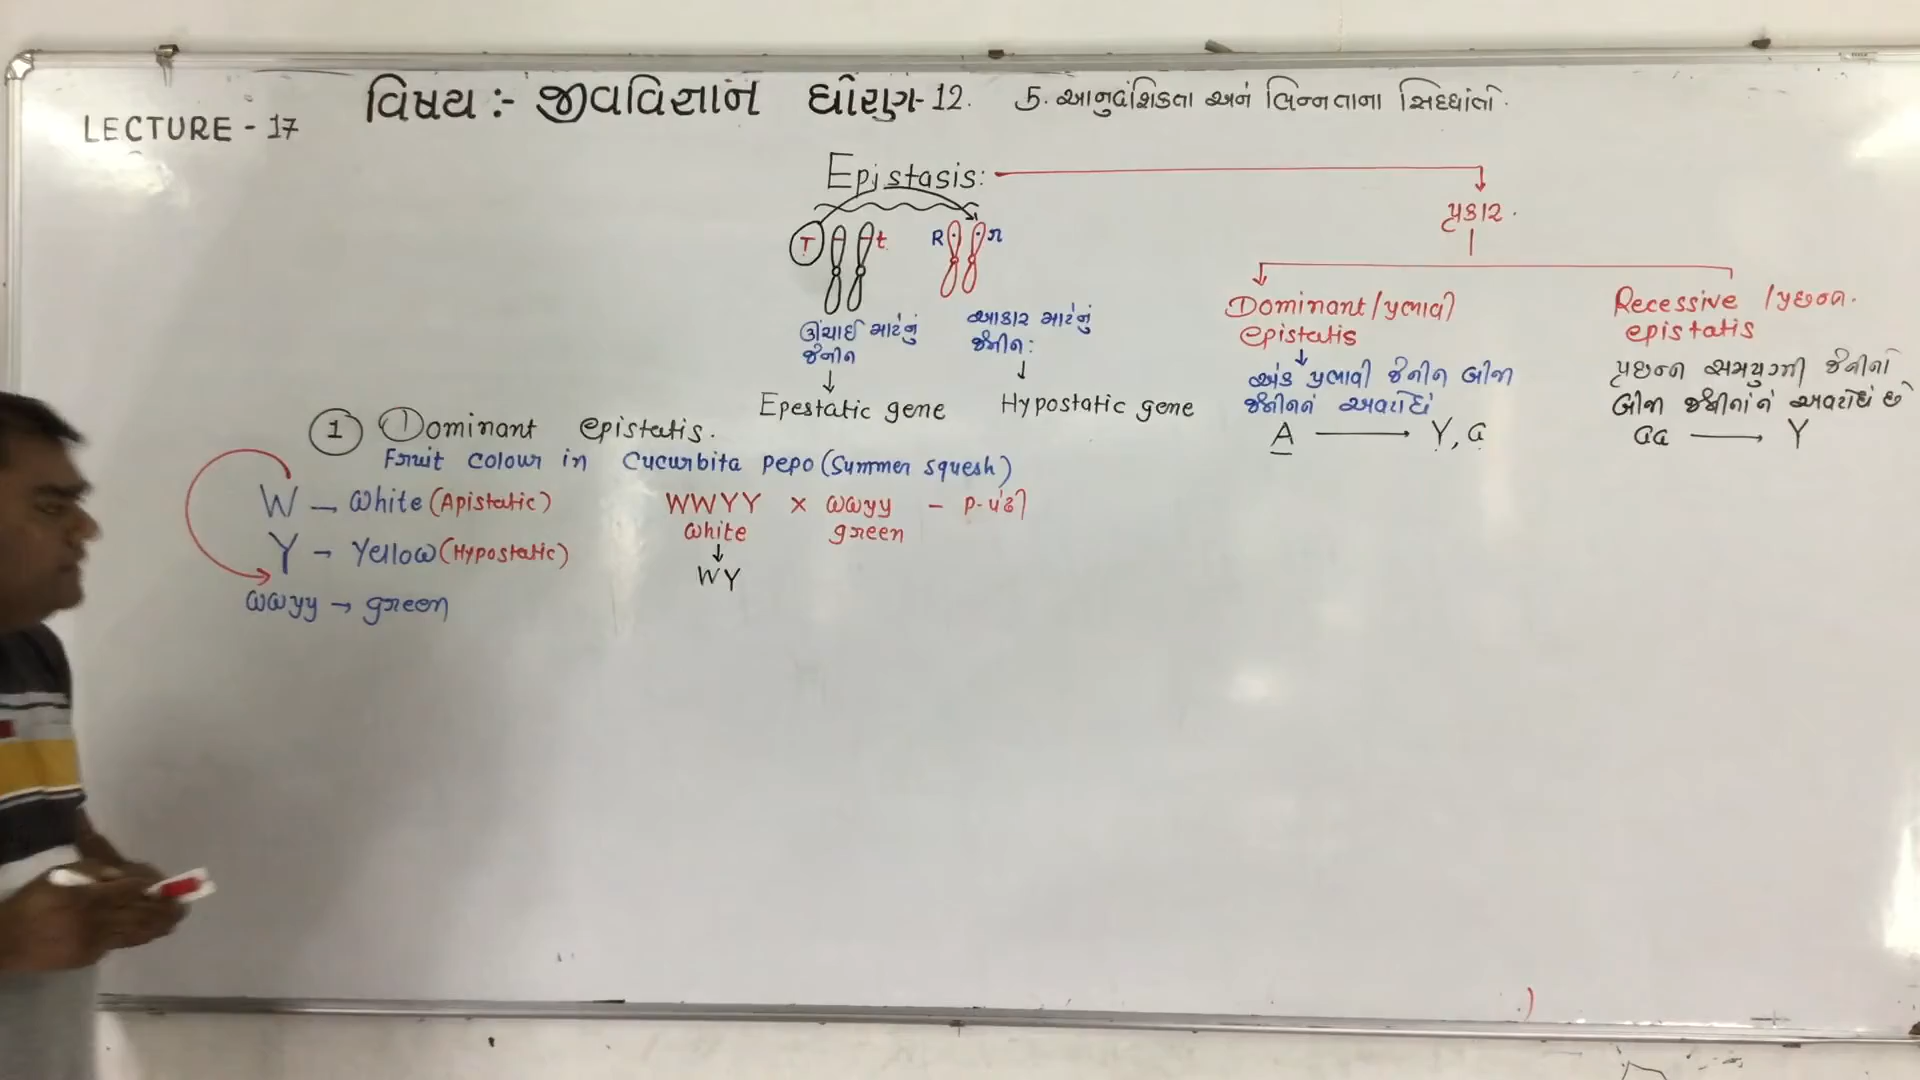 LECTURE - 17
વિષય :- જીવવિજ્ઞાન ધોરણ-12. 5. આનુવંશિકતા અને ભિન્નતાના સિદ્ધાંતો.
Epistasis:
પ્રકાર.
T t R r
ઊંચાઈ માટેનું
જનીન
આકાર માટેનું
જનીન:
Epestatic gene
Hypostatic gene
Dominant/પ્રભાવી
epistatis
એક પ્રભાવી જનીન બીજા
જનીનને અવરોધે
A → Y, a
Recessive /પ્રચ્છન્ન.
epistatis
પ્રચ્છન્ન સમયુગ્મી જનીનો
બીજા જનીનોને અવરોધે છે
aa → Y
1 Dominant epistatis.
Fruit colour in Cucurbita pepo (Summer squesh)
W → White (Apistatic)
Y → Yellow (Hypostatic)
wwyy → green
WWYY × wwyy - P-પેઢી
white green
↓
WY